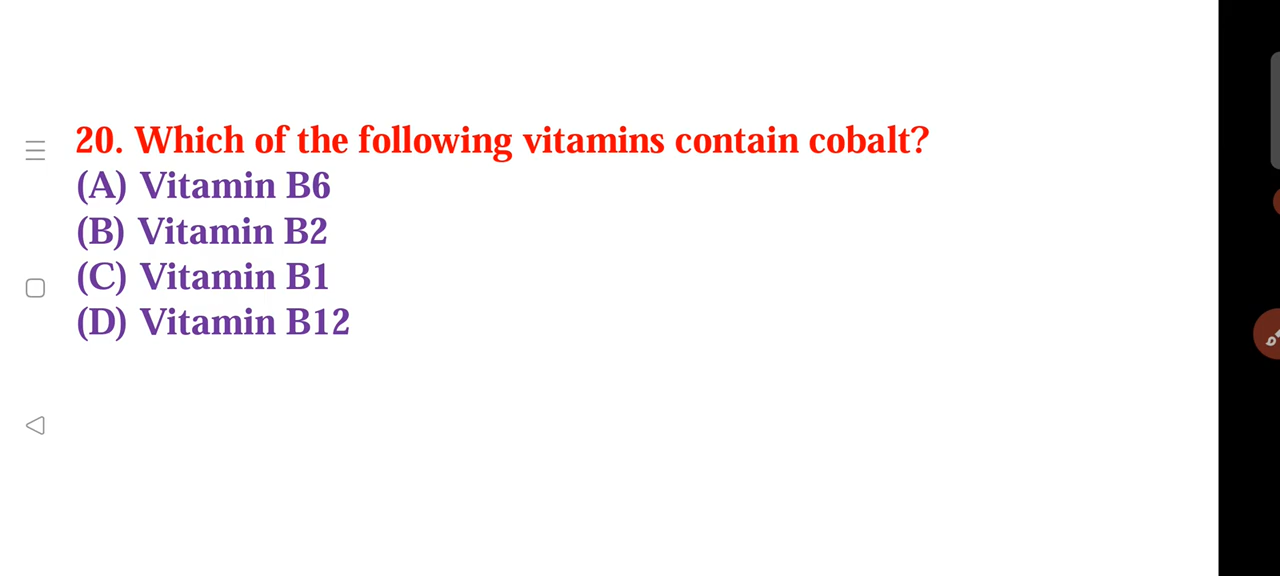 20. Which of the following vitamins contain cobalt?
(A) Vitamin B6
(B) Vitamin B2
(C) Vitamin B1
(D) Vitamin B12